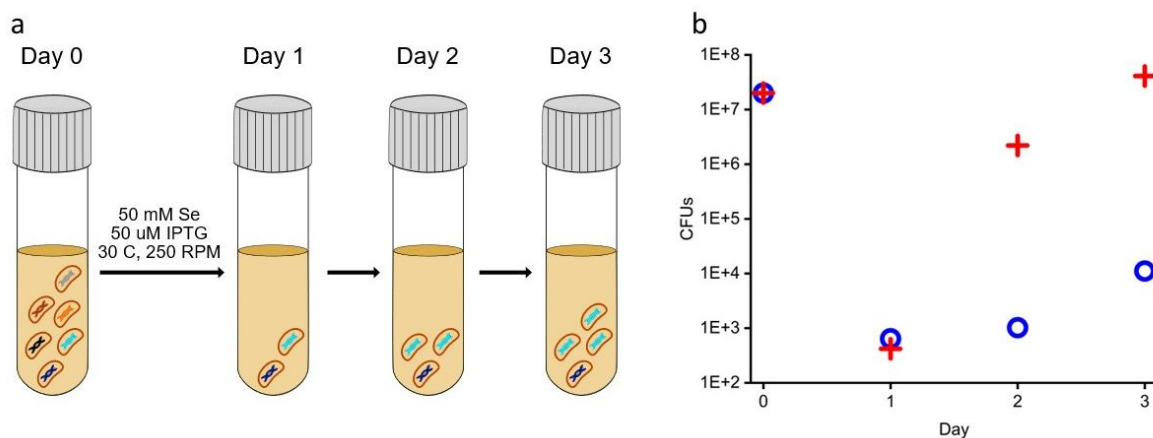 a
Day 0
Day 1
Day 2
Day 3
50 mM Se
50 uM IPTG
30 C, 250 RPM
b
1E+8
1E+7
1E+6
1E+5
1E+4
1E+3
1E+2
CFUs
0
1
2
3
Day